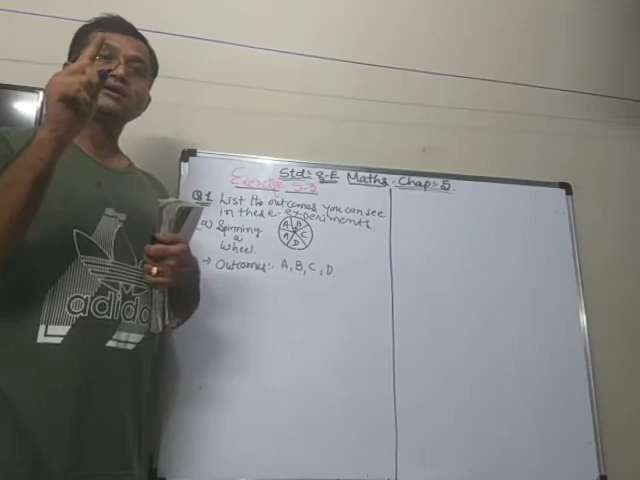 Std:- 8-E Maths - Chap:- 5.
Exercise 5.3
Q1 List the outcomes you can see
in these experiments.
a) Spinning
a
wheel.
A B
A C
D
→ Outcomes:- A, B, C, D.
adidas